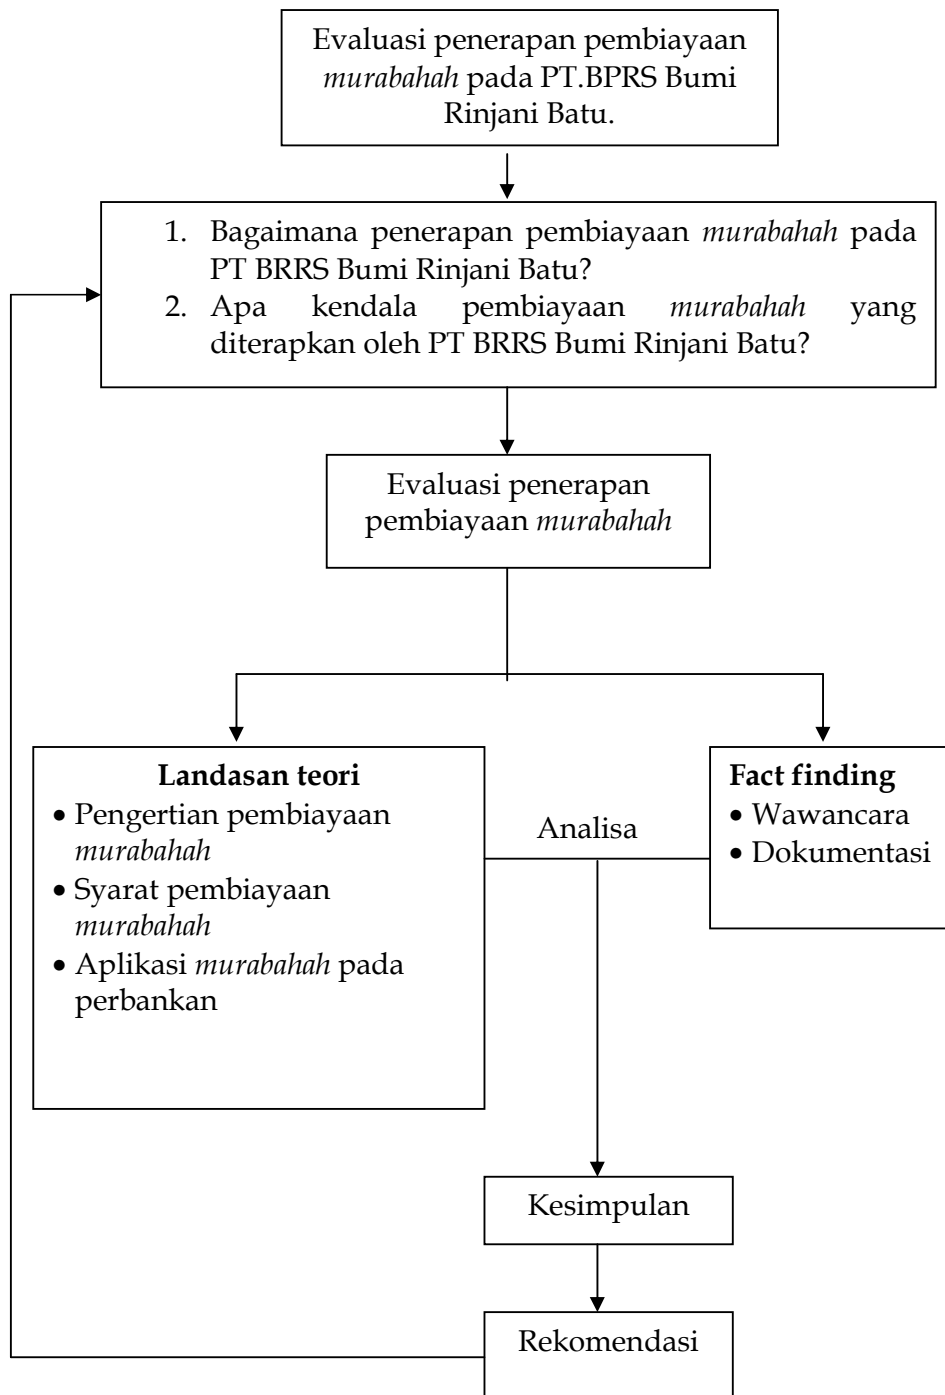 Evaluasi penerapan pembiayaan
murabahah pada PT.BPRS Bumi
Rinjani Batu.
1. Bagaimana penerapan pembiayaan murabahah pada
PT BRRS Bumi Rinjani Batu?
2. Apa kendala pembiayaan murabahah yang
diterapkan oleh PT BRRS Bumi Rinjani Batu?
Evaluasi penerapan
pembiayaan murabahah
Landasan teori
• Pengertian pembiayaan
murabahah
• Syarat pembiayaan
murabahah
• Aplikasi murabahah pada
perbankan
Analisa
Fact finding
• Wawancara
• Dokumentasi
Kesimpulan
Rekomendasi